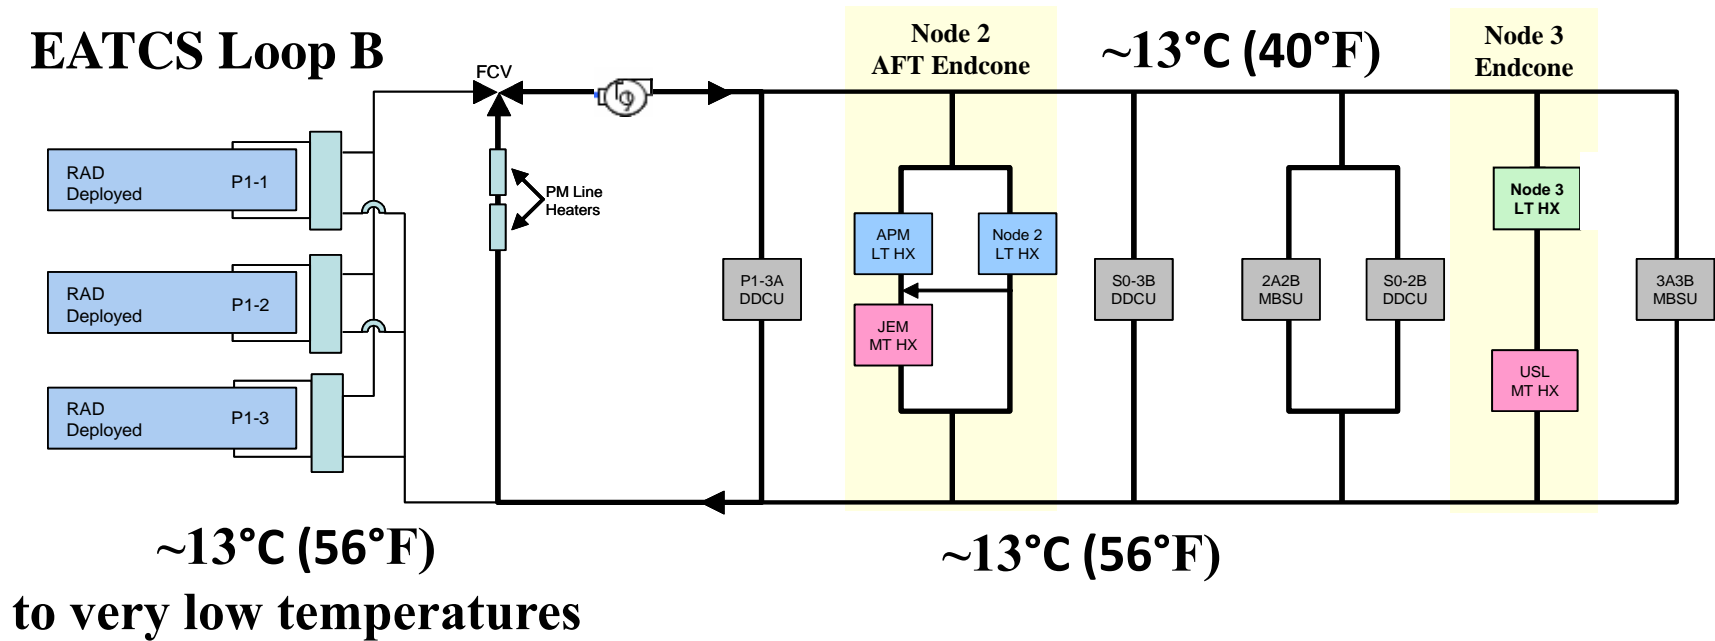 EATCS Loop B
FCV
Node 2
AFT Endcone
~13°C (40°F)
Node 3
Endcone
RAD
Deployed
P1-1
PM Line
Heaters
RAD
Deployed
P1-2
RAD
Deployed
P1-3
P1-3A
DDCU
APM
LT HX
Node 2
LT HX
JEM
MT HX
S0-3B
DDCU
2A2B
MBSU
S0-2B
DDCU
Node 3
LT HX
USL
MT HX
3A3B
MBSU
~13°C (56°F)
to very low temperatures
~13°C (56°F)